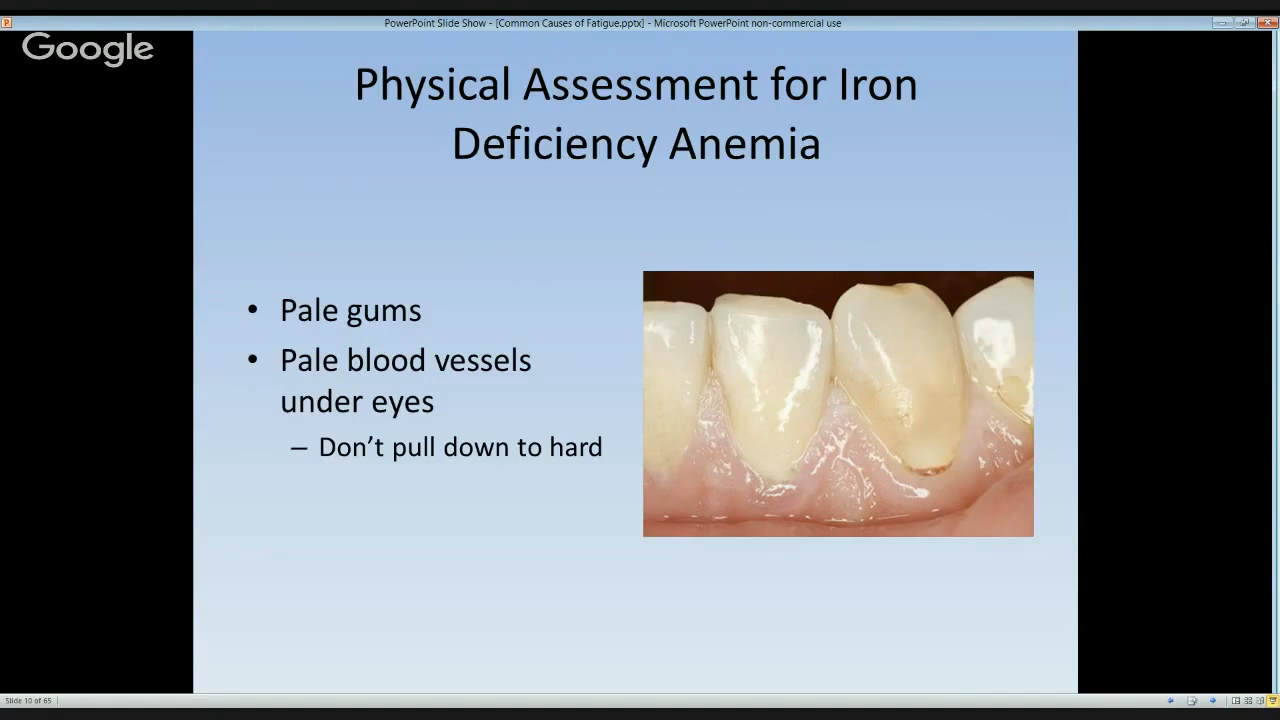 PowerPoint Slide Show - [Common Causes of Fatigue.pptx] - Microsoft PowerPoint non-commercial use
Google
Physical Assessment for Iron
Deficiency Anemia
• Pale gums
• Pale blood vessels
under eyes
– Don't pull down to hard
Slide 10 of 65